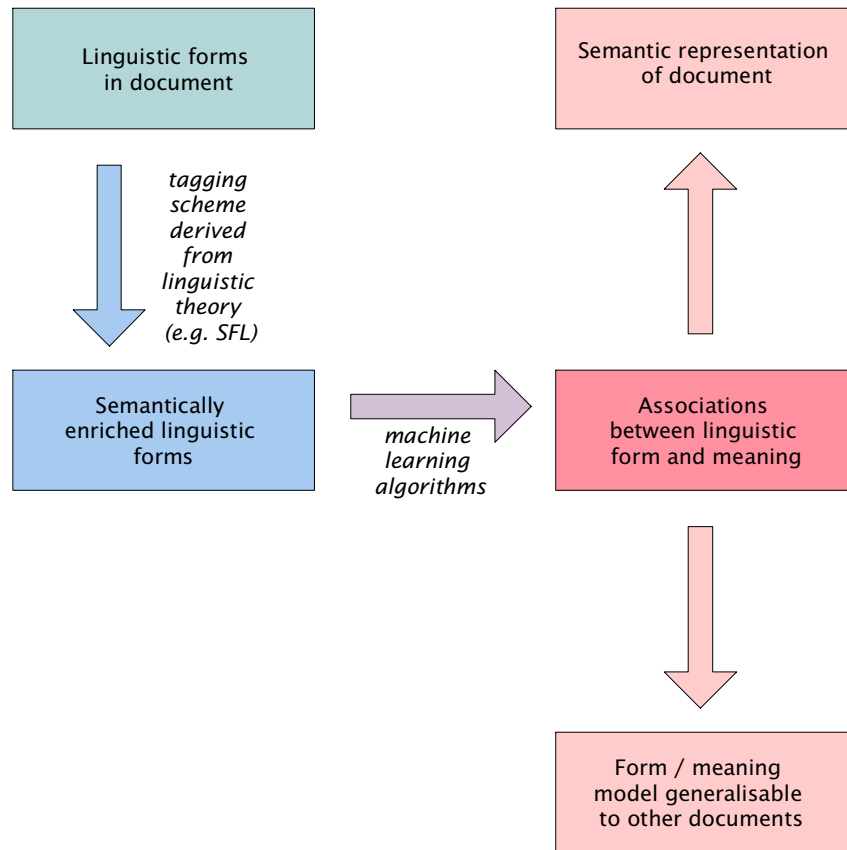 Linguistic forms
in document
Semantic representation
of document
tagging
scheme
derived
from
linguistic
theory
(e.g. SFL)
Semantically
enriched linguistic
forms
machine
learning
algorithms
Associations
between linguistic
form and meaning
Form / meaning
model generalisable
to other documents